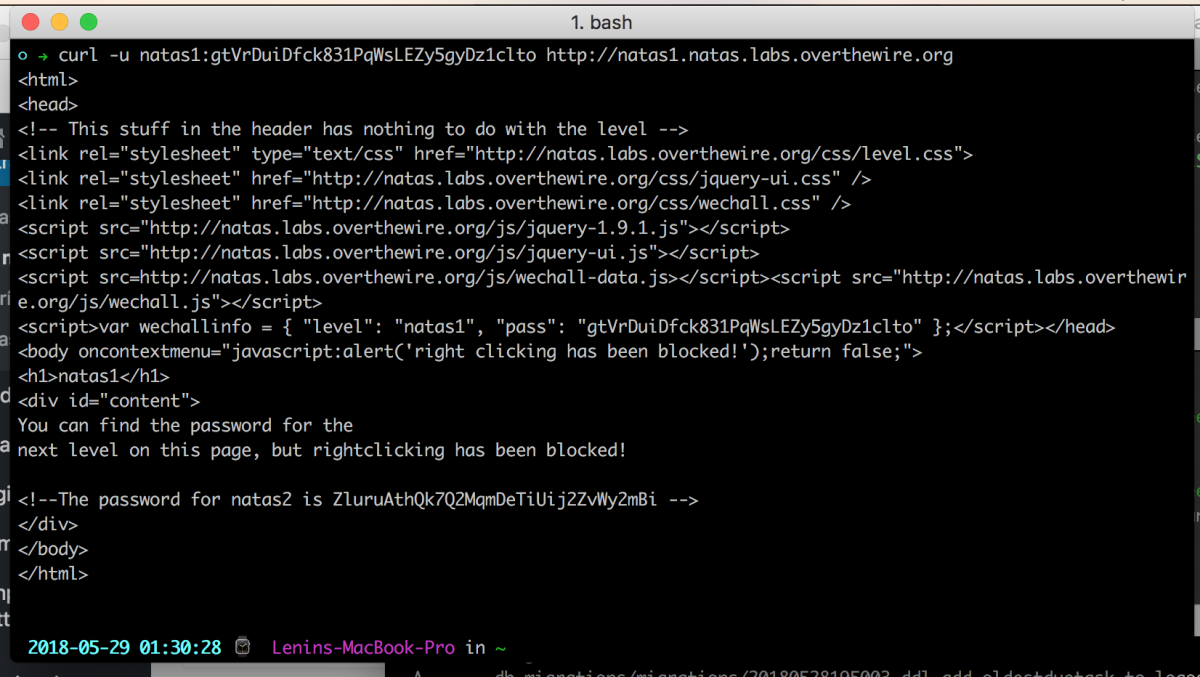 1. bash
curl -u natas1:gtVrDuiDfck831PqWsLEZy5gyDz1clto http://natas1.natas.labs.overthewire.org
<html>
<head>
<!-- This stuff in the header has nothing to do with the level -->
<link rel="stylesheet" type="text/css" href="http://natas.labs.overthewire.org/css/level.css">
<link rel="stylesheet" href="http://natas.labs.overthewire.org/css/jquery-ui.css" />
<link rel="stylesheet" href="http://natas.labs.overthewire.org/css/wechall.css" />
<script src="http://natas.labs.overthewire.org/js/jquery-1.9.1.js"></script>
<script src="http://natas.labs.overthewire.org/js/jquery-ui.js"></script>
<script src=http://natas.labs.overthewire.org/js/wechall-data.js></script><script src="http://natas.labs.overthewir
e.org/js/wechall.js"></script>
<script>var wechallinfo = { "level": "natas1", "pass": "gtVrDuiDfck831PqWsLEZy5gyDz1clto" };</script></head>
<body oncontextmenu="javascript:alert('right clicking has been blocked!');return false;">
<h1>natas1</h1>
<div id="content">
You can find the password for the
next level on this page, but rightclicking has been blocked!
<!--The password for natas2 is ZluruAthQk7Q2MqmDeTiUij2ZvWy2mBi -->
</div>
</body>
</html>
2018-05-29 01:30:28 Lenins-MacBook-Pro in ~